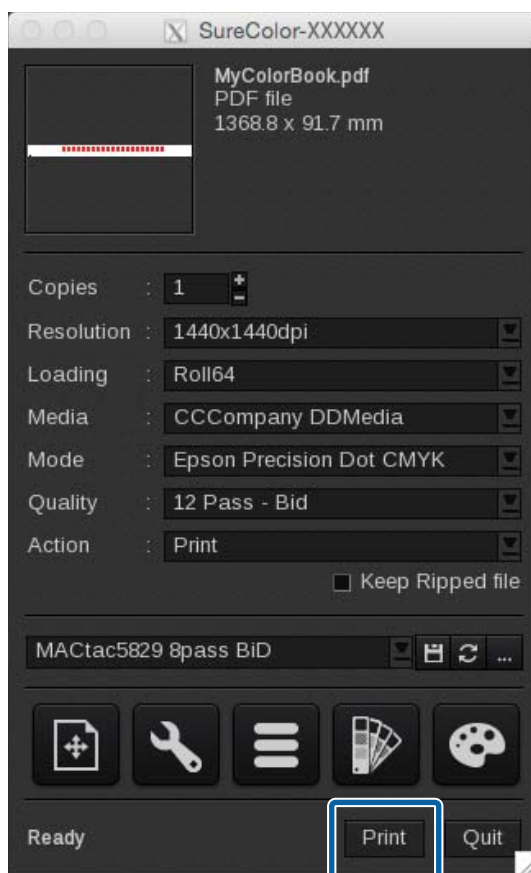 SureColor-XXXXXX
MyColorBook.pdf
PDF file
1368.8 x 91.7 mm
Copies : 1
Resolution : 1440x1440dpi
Loading : Roll64
Media : CCCompany DDMedia
Mode : Epson Precision Dot CMYK
Quality : 12 Pass - Bid
Action : Print
Keep Ripped file
MACtac5829 8pass BiD ...
Ready Print Quit